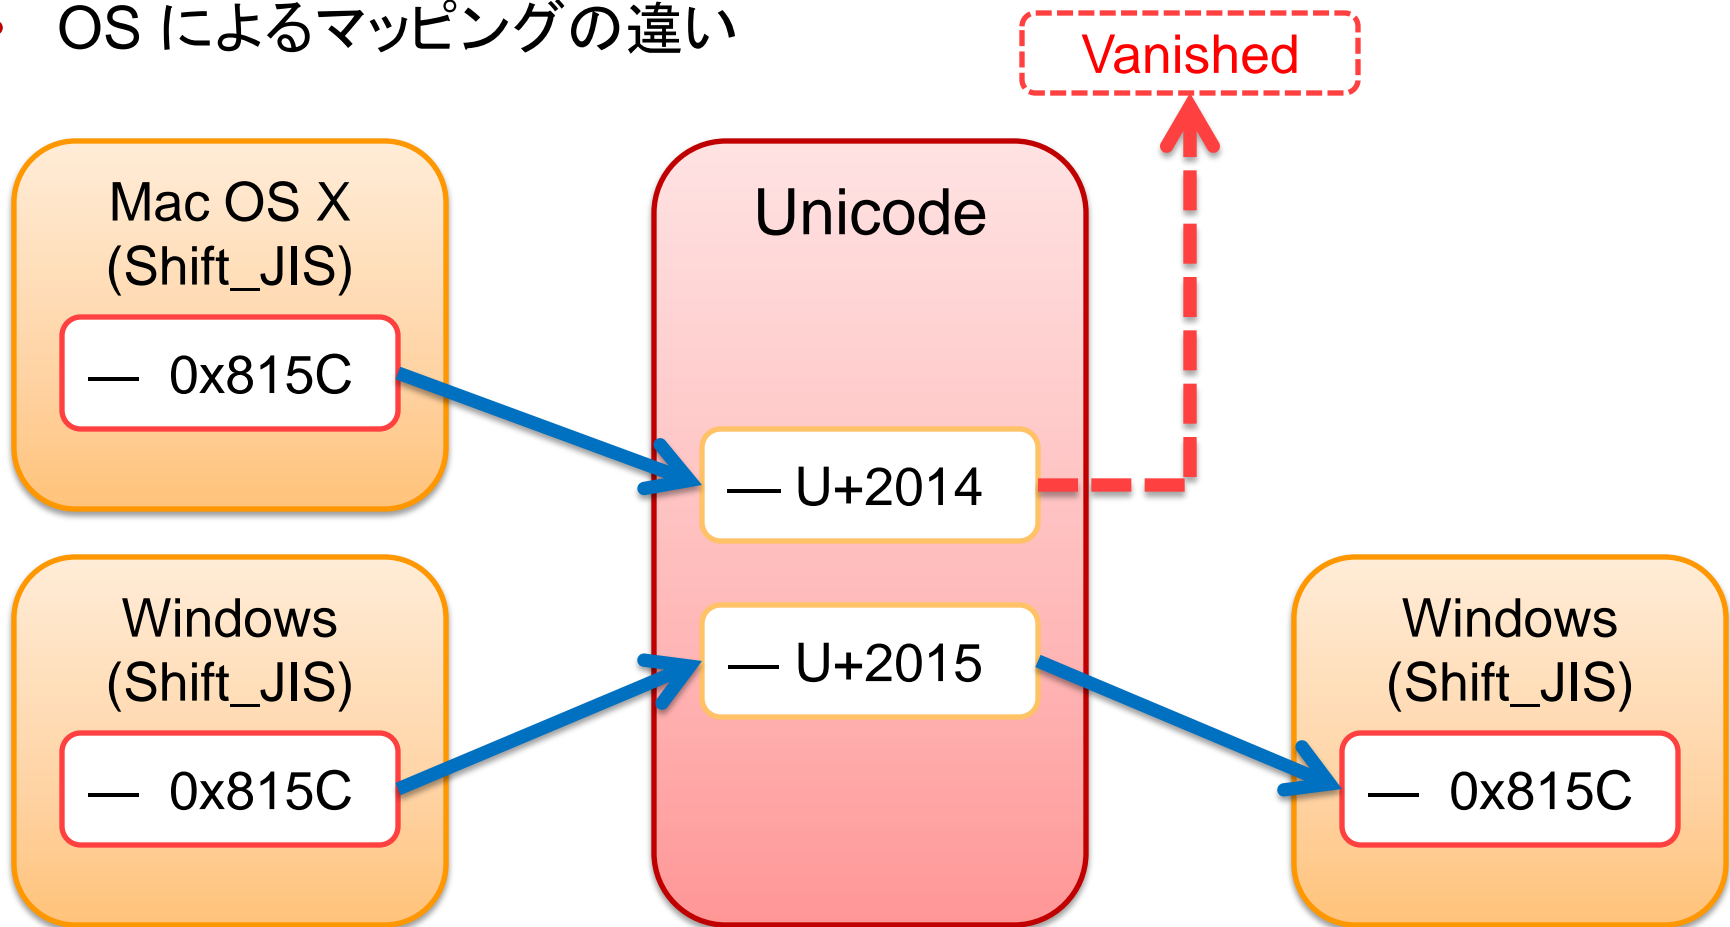 • OS によるマッピングの違い
Vanished
Mac OS X
(Shift_JIS)
— 0x815C
Unicode
— U+2014
— U+2015
Windows
(Shift_JIS)
— 0x815C
Windows
(Shift_JIS)
— 0x815C